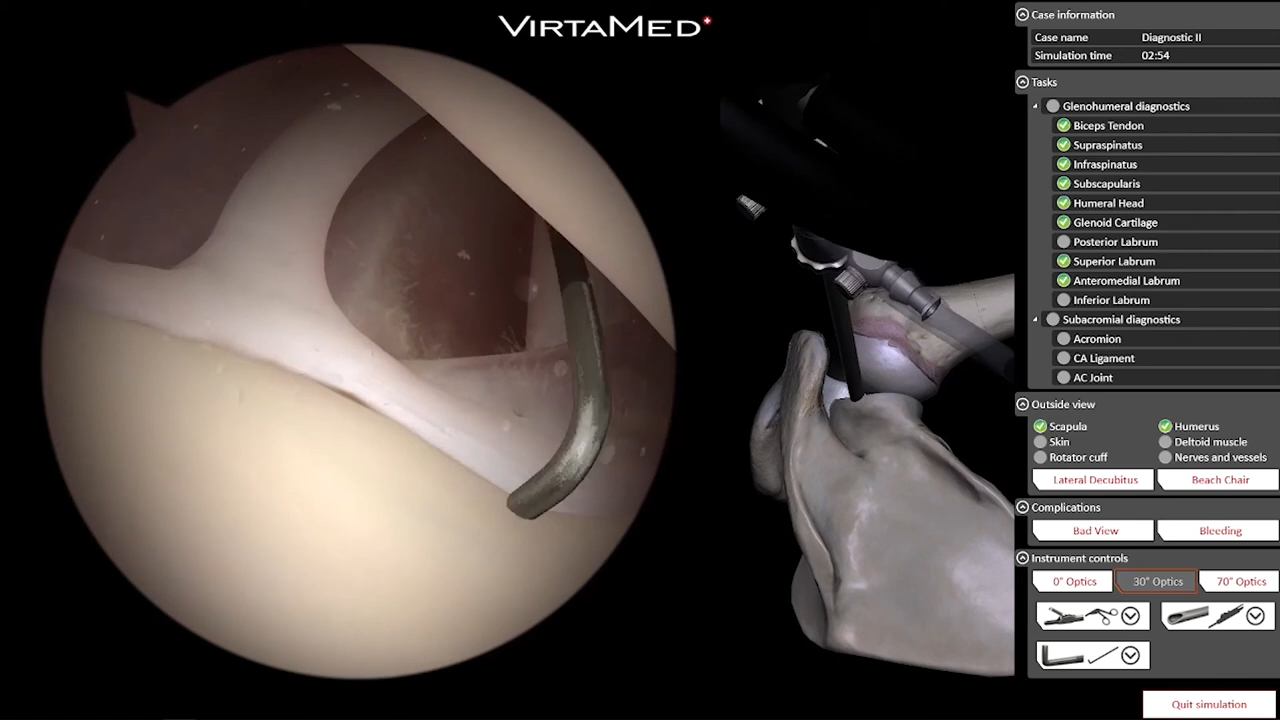 VIRTAMED
Case information
Case name Diagnostic II
Simulation time 02:54
Tasks
Glenohumeral diagnostics
Biceps Tendon
Supraspinatus
Infraspinatus
Subscapularis
Humeral Head
Glenoid Cartilage
Posterior Labrum
Superior Labrum
Anteromedial Labrum
Inferior Labrum
Subacromial diagnostics
Acromion
CA Ligament
AC Joint
Outside view
Scapula Humerus
Skin Deltoid muscle
Rotator cuff Nerves and vessels
Lateral Decubitus Beach Chair
Complications
Bad View Bleeding
Instrument controls
0° Optics 30° Optics 70° Optics
Quit simulation